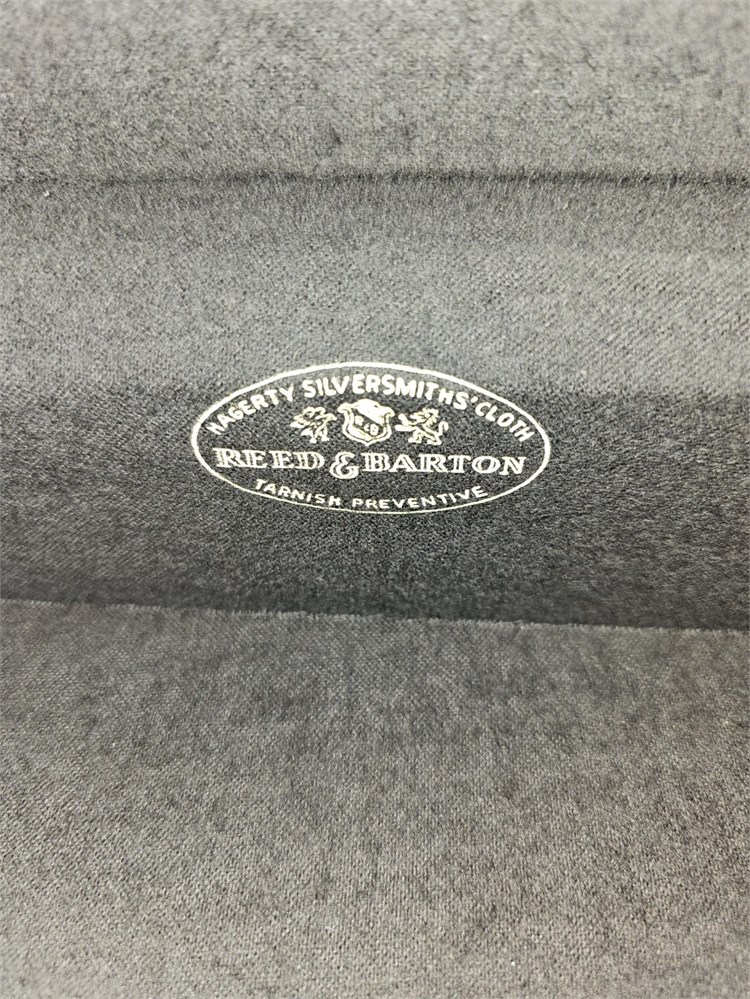 HAGERTY SILVERSMITHS' CLOTH
R&B
REED & BARTON
TARNISH PREVENTIVE